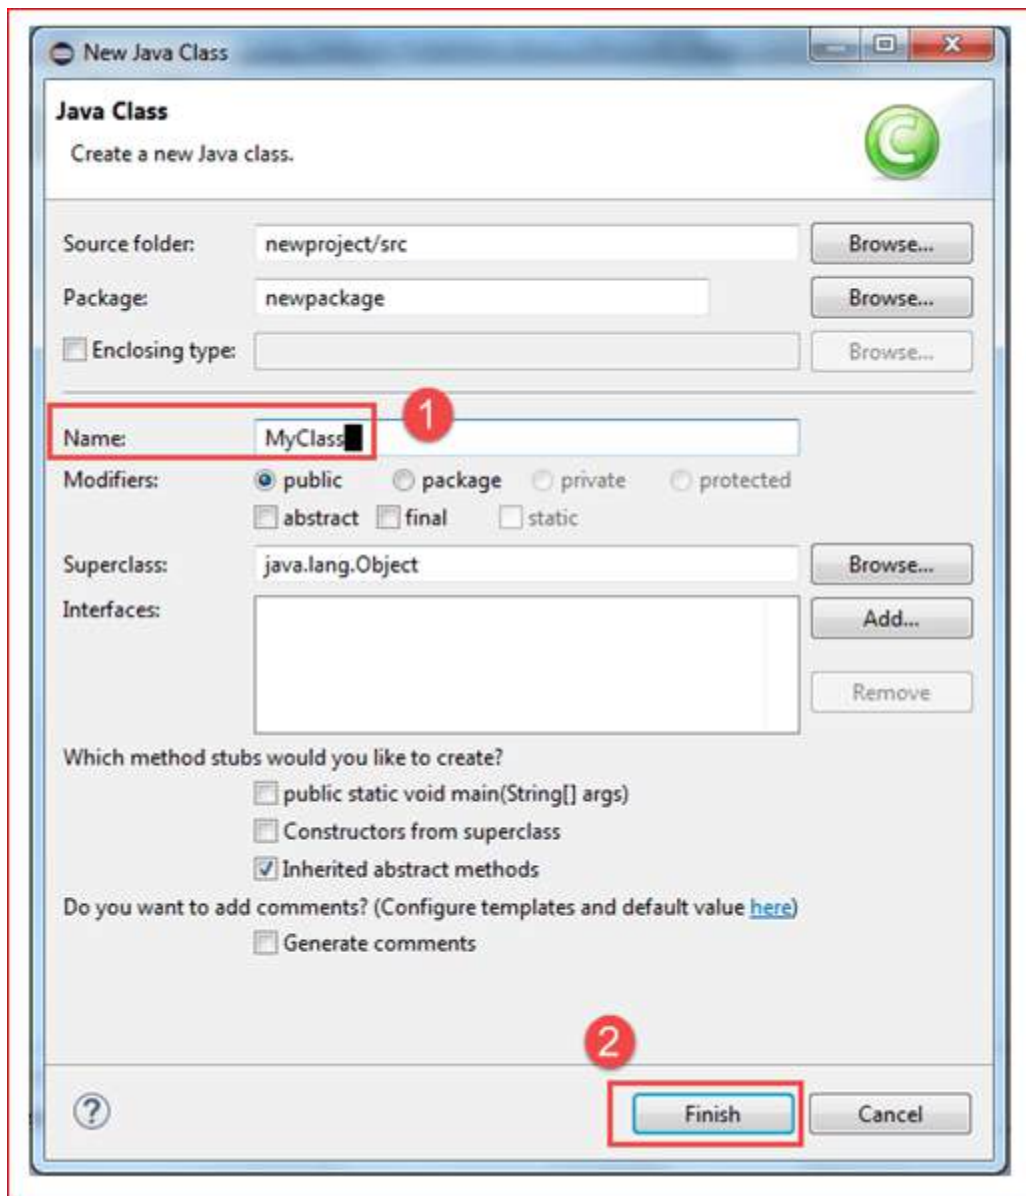 New Java Class
Java Class
Create a new Java class.
Source folder: newproject/src Browse...
Package: newpackage Browse...
Enclosing type: Browse...
1
Name: MyClass
Modifiers: public package private protected
abstract final static
Superclass: java.lang.Object Browse...
Interfaces: Add...
Remove
Which method stubs would you like to create?
public static void main(String[] args)
Constructors from superclass
Inherited abstract methods
Do you want to add comments? (Configure templates and default value here)
Generate comments
2
? Finish Cancel